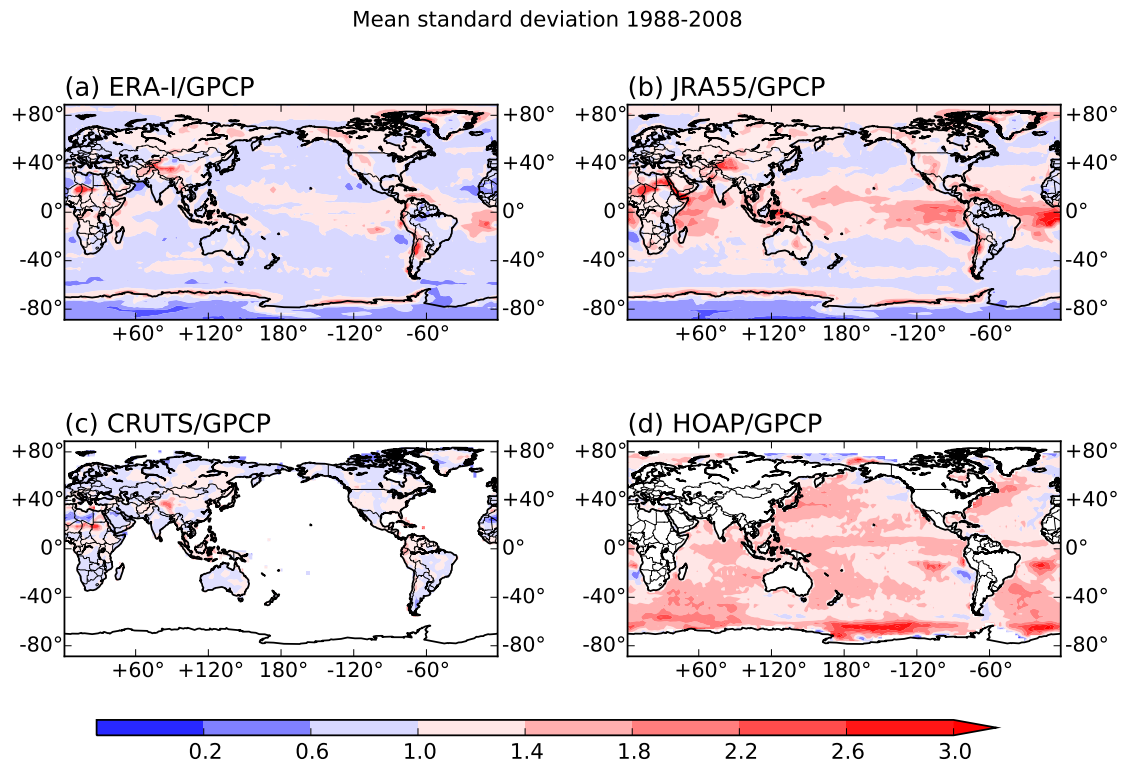 Mean standard deviation 1988-2008
(a) ERA-I/GPCP
(b) JRA55/GPCP
+80° +80° +80° +80°
+40° +40° +40° +40°
0° 0° 0° 0°
-40° -40° -40° -40°
-80° -80° -80° -80°
+60° +120° 180 -120° -60° +60° +120° 180 -120° -60°
(c) CRUTS/GPCP
(d) HOAP/GPCP
+80° +80° +80° +80°
+40° +40° +40° +40°
0° 0° 0° 0°
-40° -40° -40° -40°
-80° -80° -80° -80°
+60° +120° 180 -120° -60° +60° +120° 180 -120° -60°
0.2 0.6 1.0 1.4 1.8 2.2 2.6 3.0